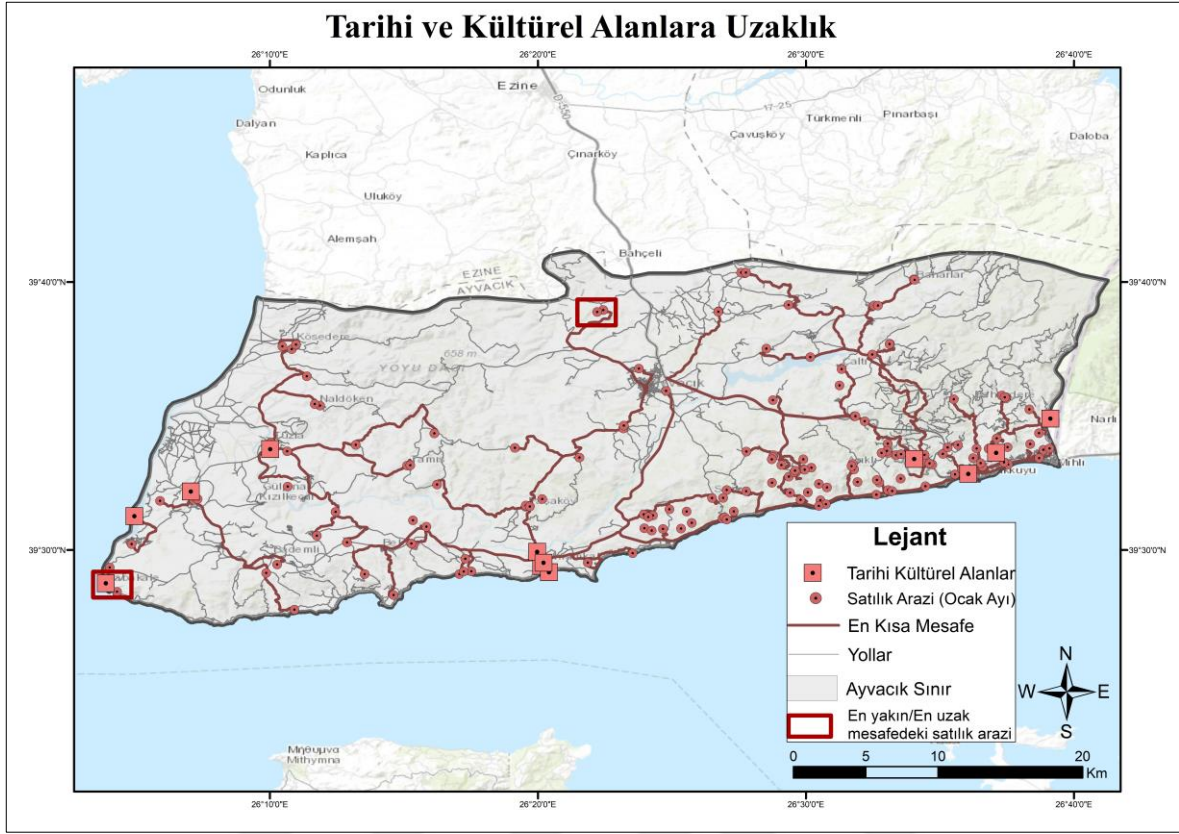 Tarihi ve Kültürel Alanlara Uzaklık
26°10'0"E
26°20'0"E
26°30'0"E
26°40'0"E
Odunluk
Ezine
D-550
17-25
Türkmenli
Pınarbaşı
Dalyan
Çavuşköy
Daloba
Kaplıca
Çınarköy
Uluköy
Alemşah
Bahçeli
39°40'0"N
EZINE
AYVACIK
39°40'0"N
Kösedere
658 m
Naldöken
Narlı
39°30'0"N
Bademli
39°30'0"N
Lejant
Tarihi Kültürel Alanlar
Satılık Arazi (Ocak Ayı)
En Kısa Mesafe
Yollar
Ayvacık Sınır
En yakın/En uzak
mesafedeki satılık arazi
N
W
E
S
0
5
10
20
Km
Μήθυμνα
Mithymna
26°10'0"E
26°20'0"E
26°30'0"E
26°40'0"E